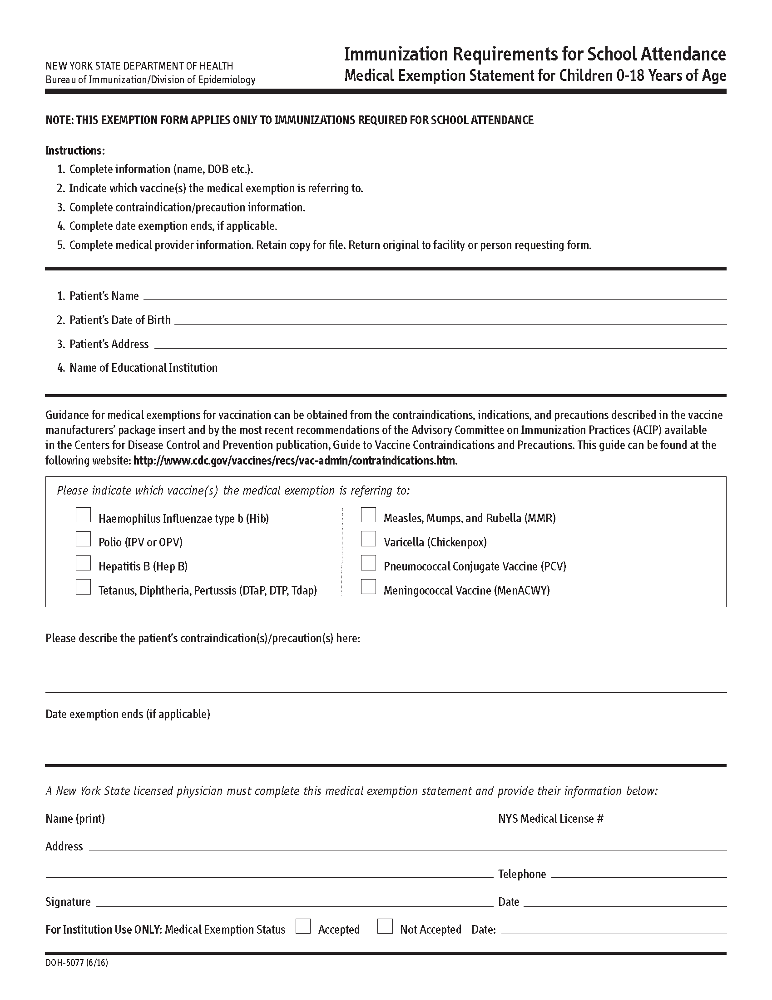 NEW YORK STATE DEPARTMENT OF HEALTH
Bureau of Immunization/Division of Epidemiology
Immunization Requirements for School Attendance
Medical Exemption Statement for Children 0-18 Years of Age
NOTE: THIS EXEMPTION FORM APPLIES ONLY TO IMMUNIZATIONS REQUIRED FOR SCHOOL ATTENDANCE
Instructions:
1. Complete information (name, DOB etc.).
2. Indicate which vaccine(s) the medical exemption is referring to.
3. Complete contraindication/precaution information.
4. Complete date exemption ends, if applicable.
5. Complete medical provider information. Retain copy for file. Return original to facility or person requesting form.
1. Patient’s Name
2. Patient’s Date of Birth
3. Patient’s Address
4. Name of Educational Institution
Guidance for medical exemptions for vaccination can be obtained from the contraindications, indications, and precautions described in the vaccine
manufacturers’ package insert and by the most recent recommendations of the Advisory Committee on Immunization Practices (ACIP) available
in the Centers for Disease Control and Prevention publication, Guide to Vaccine Contraindications and Precautions. This guide can be found at the
following website: http://www.cdc.gov/vaccines/recs/vac-admin/contraindications.htm.
Please indicate which vaccine(s) the medical exemption is referring to:
Haemophilus Influenzae type b (Hib)
Polio (IPV or OPV)
Hepatitis B (Hep B)
Tetanus, Diphtheria, Pertussis (DTaP, DTP, Tdap)
Measles, Mumps, and Rubella (MMR)
Varicella (Chickenpox)
Pneumococcal Conjugate Vaccine (PCV)
Meningococcal Vaccine (MenACWY)
Please describe the patient’s contraindication(s)/precaution(s) here:
Date exemption ends (if applicable)
A New York State licensed physician must complete this medical exemption statement and provide their information below:
Name (print) NYS Medical License #
Address
Telephone
Signature Date
For Institution Use ONLY: Medical Exemption Status Accepted Not Accepted Date:
DOH-5077 (6/16)